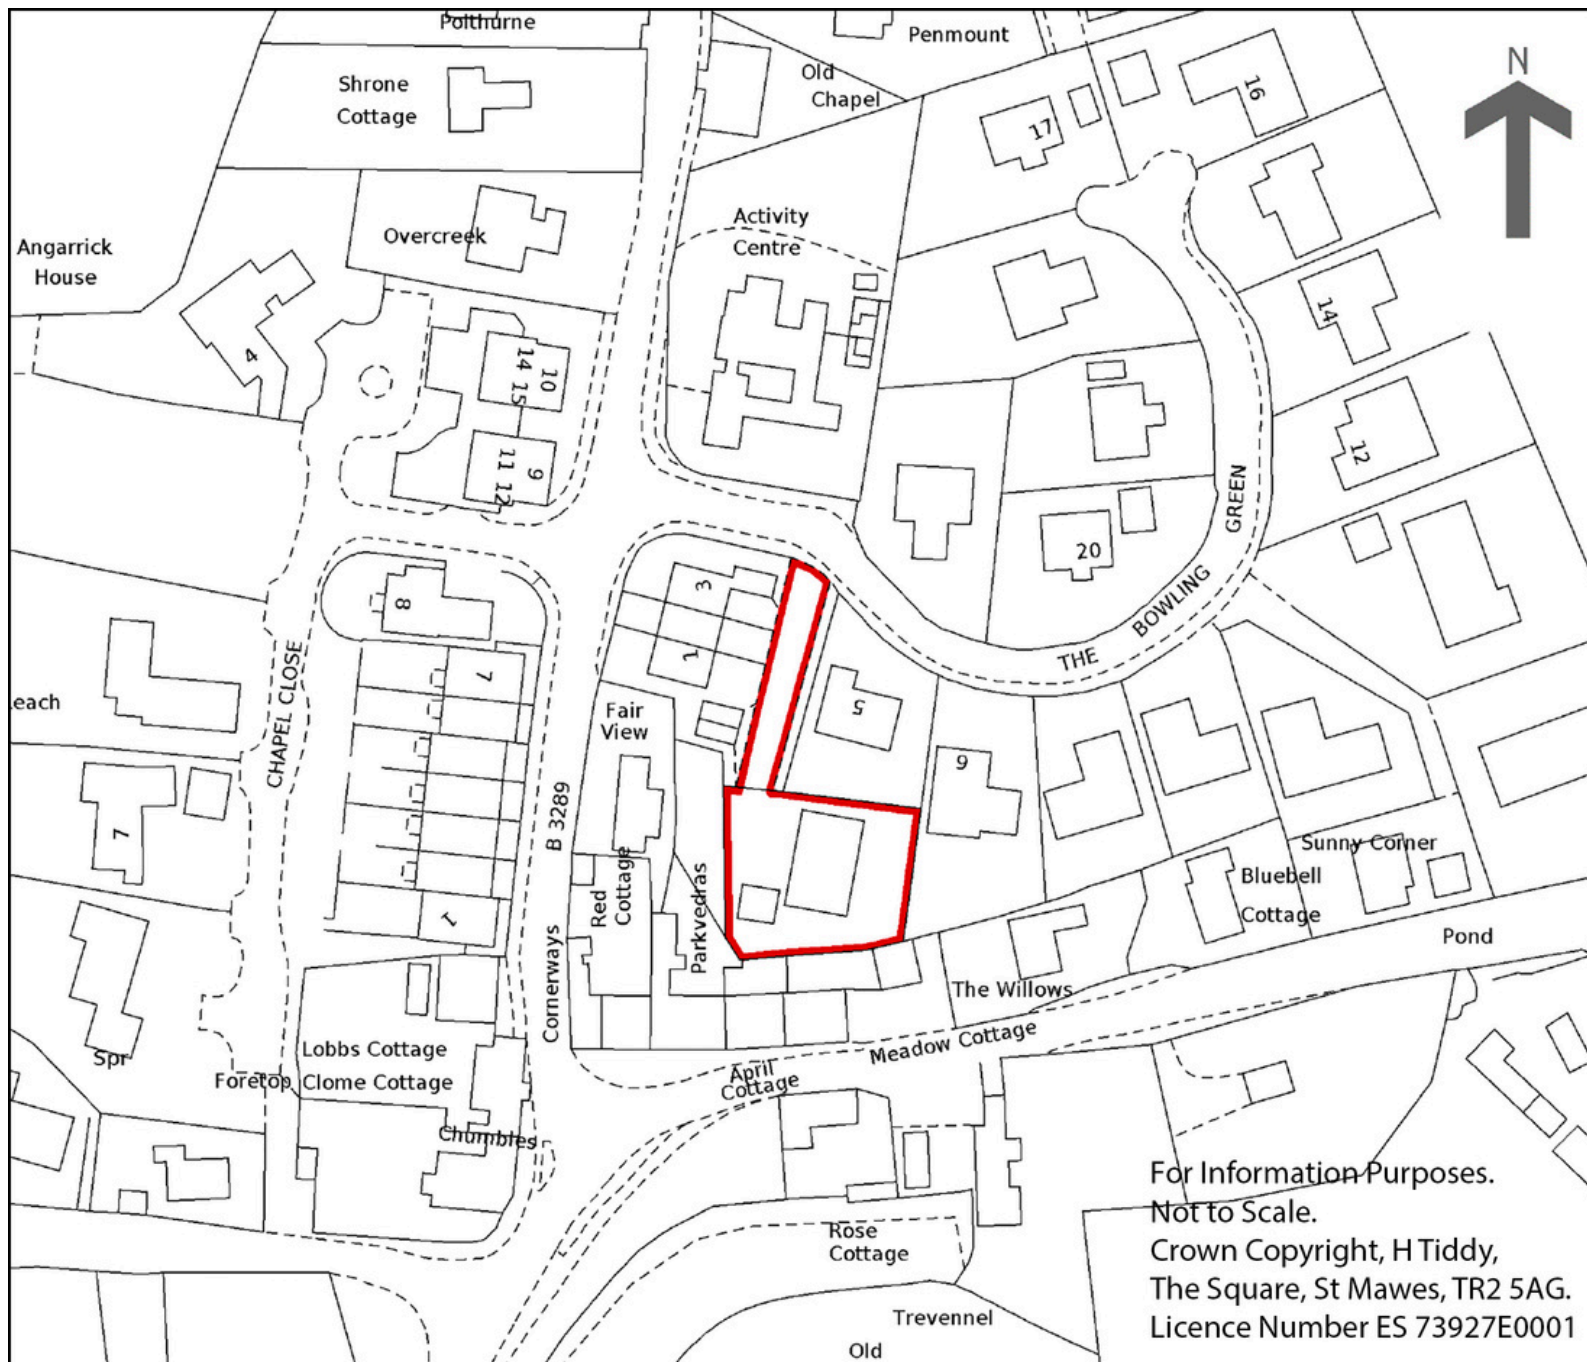 Polthurne
Penmount
N
Shrone
Cottage
Old
Chapel
16
17
Activity
Centre
Overcreek
Angarrick
House
14
4
10
14 15
9
11 12
12
GREEN
20
BOWLING
THE
3
1
8
7
5
CHAPEL CLOSE
each
Fair
View
6
B 3289
7
Sunny Corner
Bluebell
Cottage
Red
Cottage
Parkvedras
1
Pond
Cornerways
The Willows
Meadow Cottage
Lobbs Cottage
Spr
Foretop
Clome Cottage
April
Cottage
Chumbles
For Information Purposes.
Not to Scale.
Crown Copyright, H Tiddy,
The Square, St Mawes, TR2 5AG.
Licence Number ES 73927E0001
Rose
Cottage
Trevennel
Old